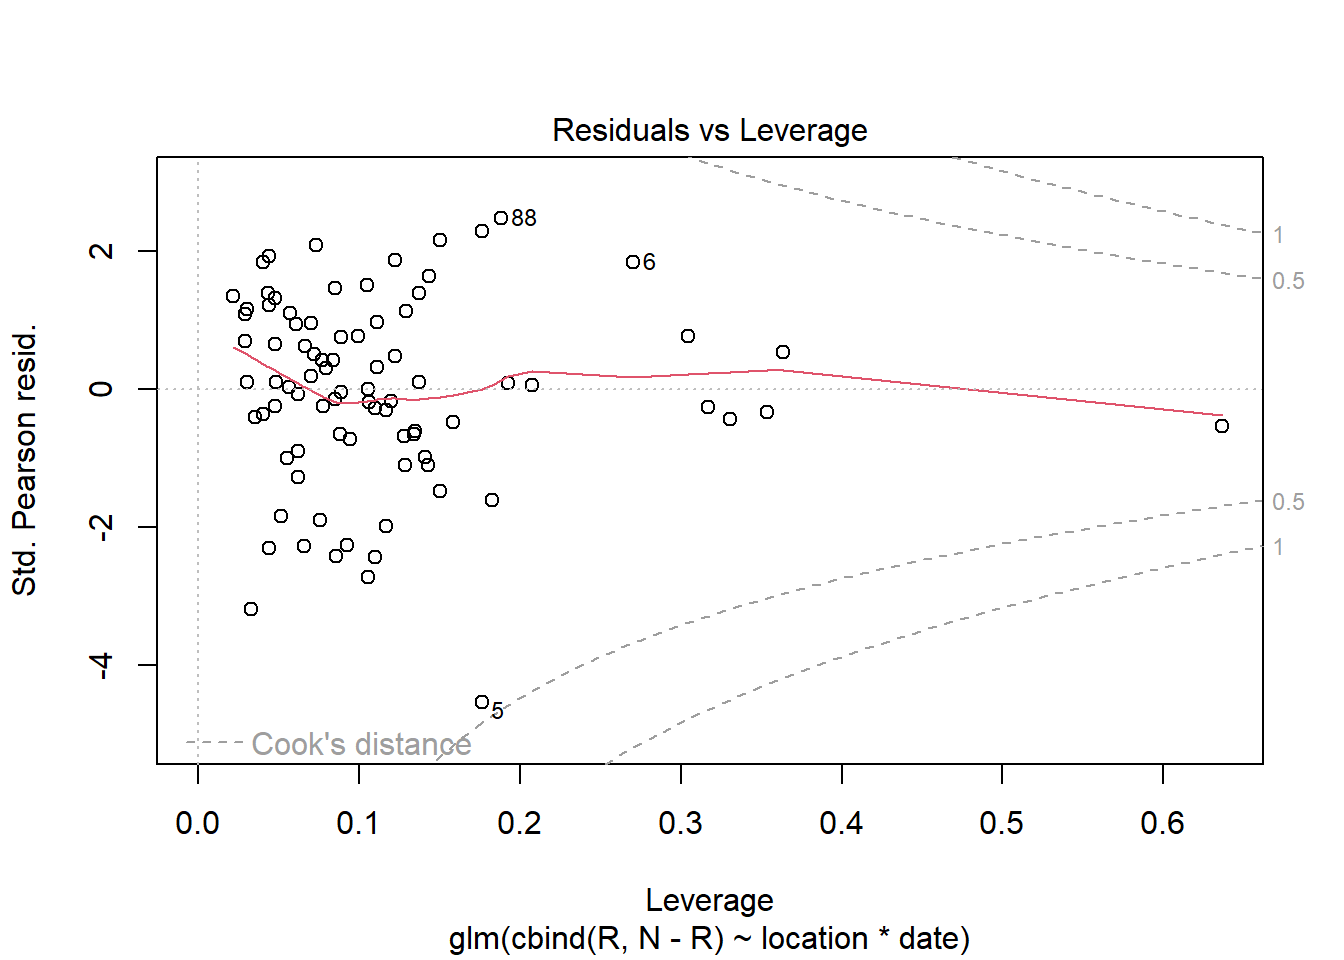 Residuals vs Leverage
Std. Pearson resid.
2
0
-2
-4
88
6
5
1
0.5
0.5
1
Cook's distance
0.0 0.1 0.2 0.3 0.4 0.5 0.6
Leverage
glm(cbind(R, N - R) ~ location * date)